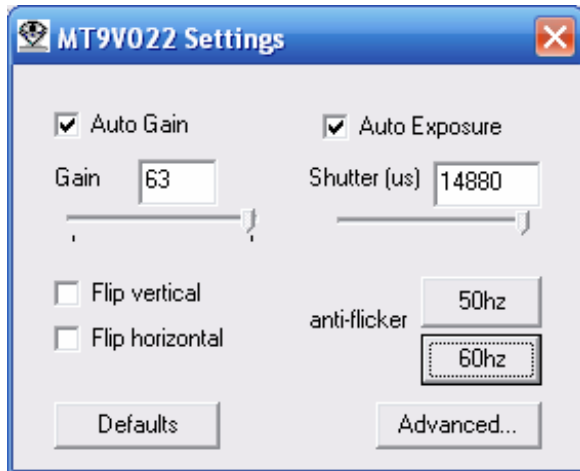 MT9V022 Settings
Auto Gain
Auto Exposure
Gain 63
Shutter (us) 14880
Flip vertical
Flip horizontal
anti-flicker
50hz
60hz
Defaults
Advanced...